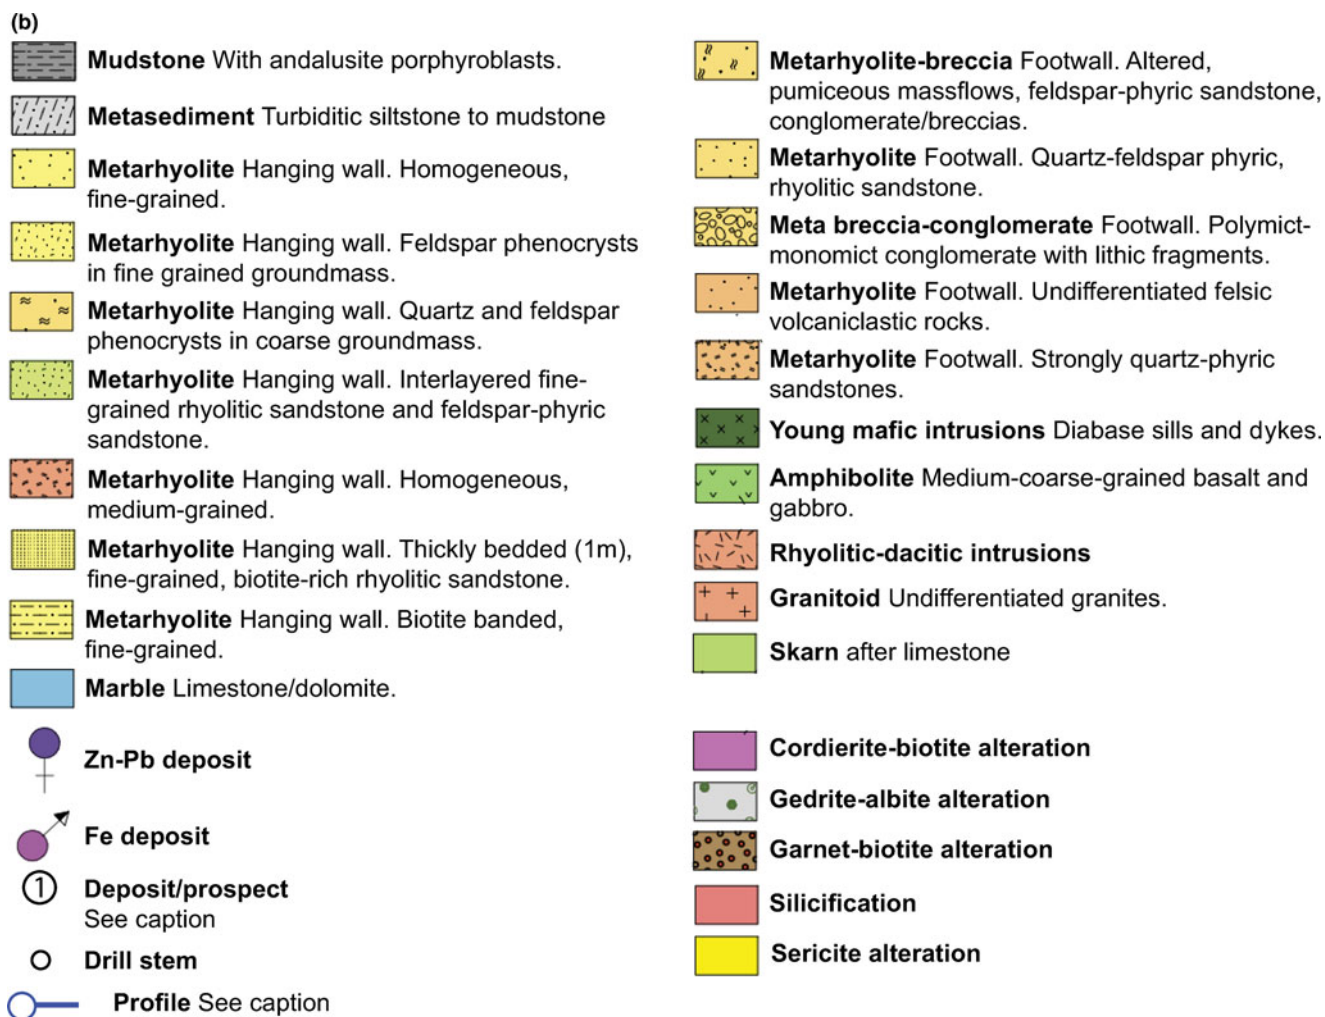 (b)
Mudstone With andalusite porphyroblasts.
Metasediment Turbiditic siltstone to mudstone
Metarhyolite Hanging wall. Homogeneous,
fine-grained.
Metarhyolite Hanging wall. Feldspar phenocrysts
in fine grained groundmass.
Metarhyolite Hanging wall. Quartz and feldspar
phenocrysts in coarse groundmass.
Metarhyolite Hanging wall. Interlayered fine-
grained rhyolitic sandstone and feldspar-phyric
sandstone.
Metarhyolite Hanging wall. Homogeneous,
medium-grained.
Metarhyolite Hanging wall. Thickly bedded (1m),
fine-grained, biotite-rich rhyolitic sandstone.
Metarhyolite Hanging wall. Biotite banded,
fine-grained.
Marble Limestone/dolomite.
Zn-Pb deposit
Fe deposit
1
Deposit/prospect
See caption
Drill stem
Profile See caption
Metarhyolite-breccia Footwall. Altered,
pumiceous massflows, feldspar-phyric sandstone,
conglomerate/breccias.
Metarhyolite Footwall. Quartz-feldspar phyric,
rhyolitic sandstone.
Meta breccia-conglomerate Footwall. Polymict-
monomict conglomerate with lithic fragments.
Metarhyolite Footwall. Undifferentiated felsic
volcaniclastic rocks.
Metarhyolite Footwall. Strongly quartz-phyric
sandstones.
Young mafic intrusions Diabase sills and dykes.
Amphibolite Medium-coarse-grained basalt and
gabbro.
Rhyolitic-dacitic intrusions
Granitoid Undifferentiated granites.
Skarn after limestone
Cordierite-biotite alteration
Gedrite-albite alteration
Garnet-biotite alteration
Silicification
Sericite alteration